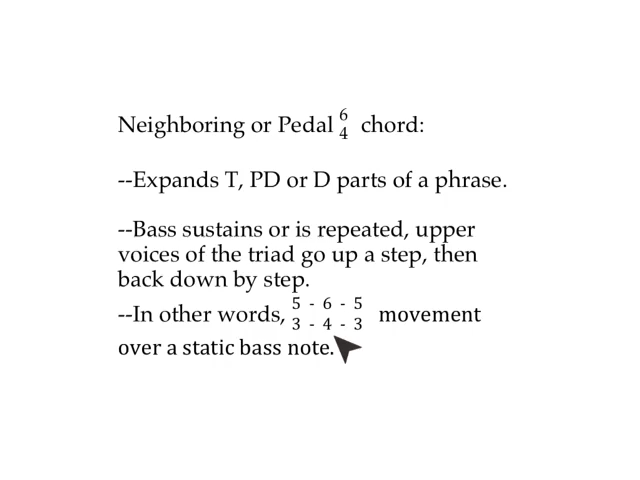 Neighboring or Pedal 6/4 chord:
--Expands T, PD or D parts of a phrase.
--Bass sustains or is repeated, upper
voices of the triad go up a step, then
back down by step.
5 - 6 - 5
--In other words, 3 - 4 - 3 movement
over a static bass note.